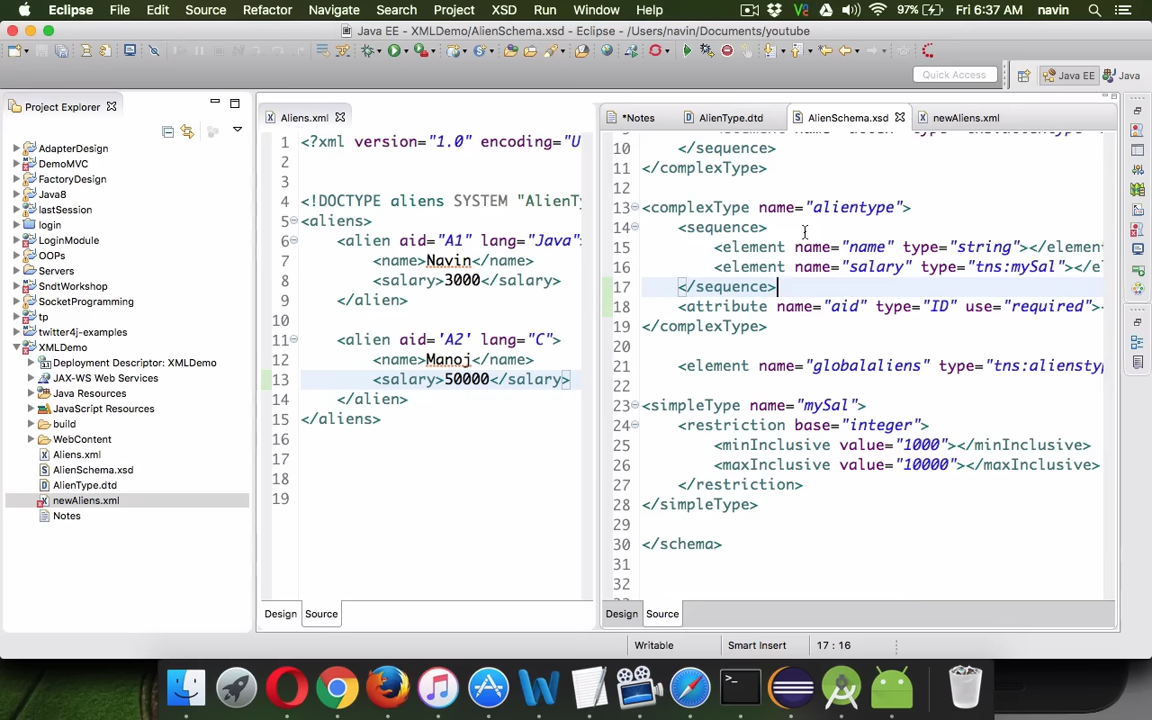 Eclipse File Edit Source Refactor Navigate Search Project XSD Run Window Help 97% Fri 6:37 AM navin
Java EE - XMLDemo/AlienSchema.xsd - Eclipse - /Users/navin/Documents/youtube
Quick Access Java EE Java
Project Explorer
AdapterDesign
DemoMVC
FactoryDesign
Java8
lastSession
login
LoginModule
OOPs
Servers
SndtWorkshop
SocketProgramming
tp
twitter4j-examples
XMLDemo
Deployment Descriptor: XMLDemo
JAX-WS Web Services
Java Resources
JavaScript Resources
build
WebContent
Aliens.xml
AlienSchema.xsd
AlienType.dtd
newAliens.xml
Notes
Aliens.xml
1 <?xml version="1.0" encoding="U
2
3
4 <!DOCTYPE aliens SYSTEM "AlienT
5 <aliens>
6 <alien aid="A1" lang="Java">
7 <name>Navin</name>
8 <salary>3000</salary>
9 </alien>
10
11 <alien aid='A2' lang="C">
12 <name>Manoj</name>
13 <salary>50000</salary>
14 </alien>
15 </aliens>
16
17
18
19
Design Source
*Notes AlienType.dtd AlienSchema.xsd newAliens.xml
10 </sequence>
11 </complexType>
12
13 <complexType name="alientype">
14 <sequence>
15 <element name="name" type="string"></element
16 <element name="salary" type="tns:mySal"></el
17 </sequence>
18 <attribute name="aid" type="ID" use="required">
19 </complexType>
20
21 <element name="globalaliens" type="tns:alienstyp
22
23 <simpleType name="mySal">
24 <restriction base="integer">
25 <minInclusive value="1000"></minInclusive>
26 <maxInclusive value="10000"></maxInclusive>
27 </restriction>
28 </simpleType>
29
30 </schema>
31
32
Design Source
Writable Smart Insert 17 : 16